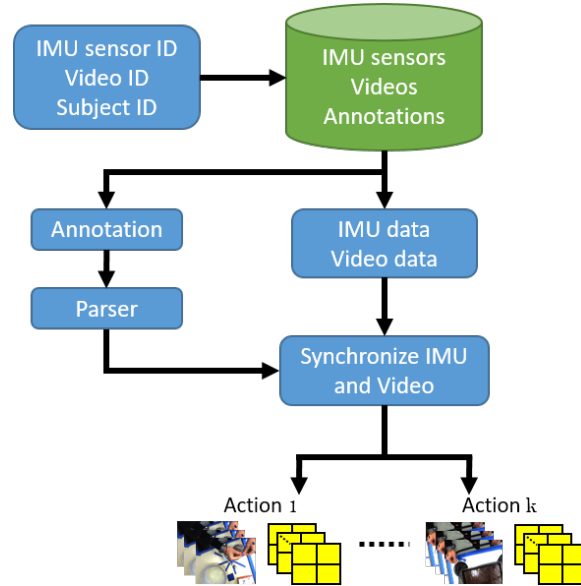 IMU sensor ID
Video ID
Subject ID
IMU sensors
Videos
Annotations
Annotation
IMU data
Video data
Parser
Synchronize IMU
and Video
Action 1
Action k